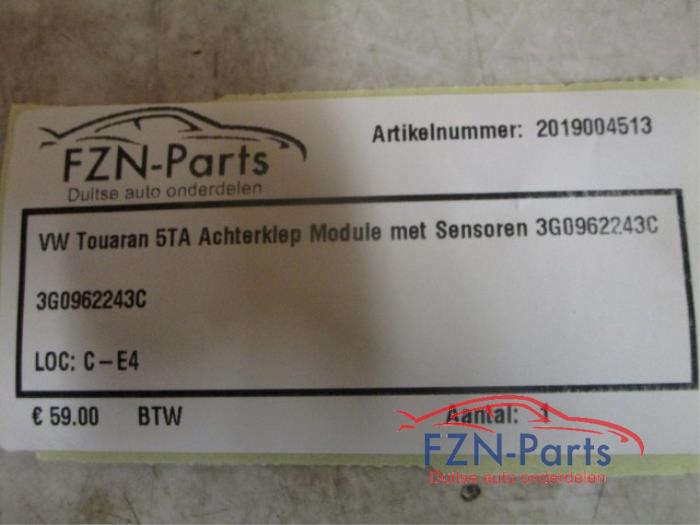 FZN-Parts
Duitse auto onderdelen
Artikelnummer: 2019004513
VW Touaran 5TA Achterklep Module met Sensoren 3G0962243C
3G0962243C
LOC: C-E4
€ 59.00 BTW Aantal: 1
FZN-Parts
Duitse auto onderdelen